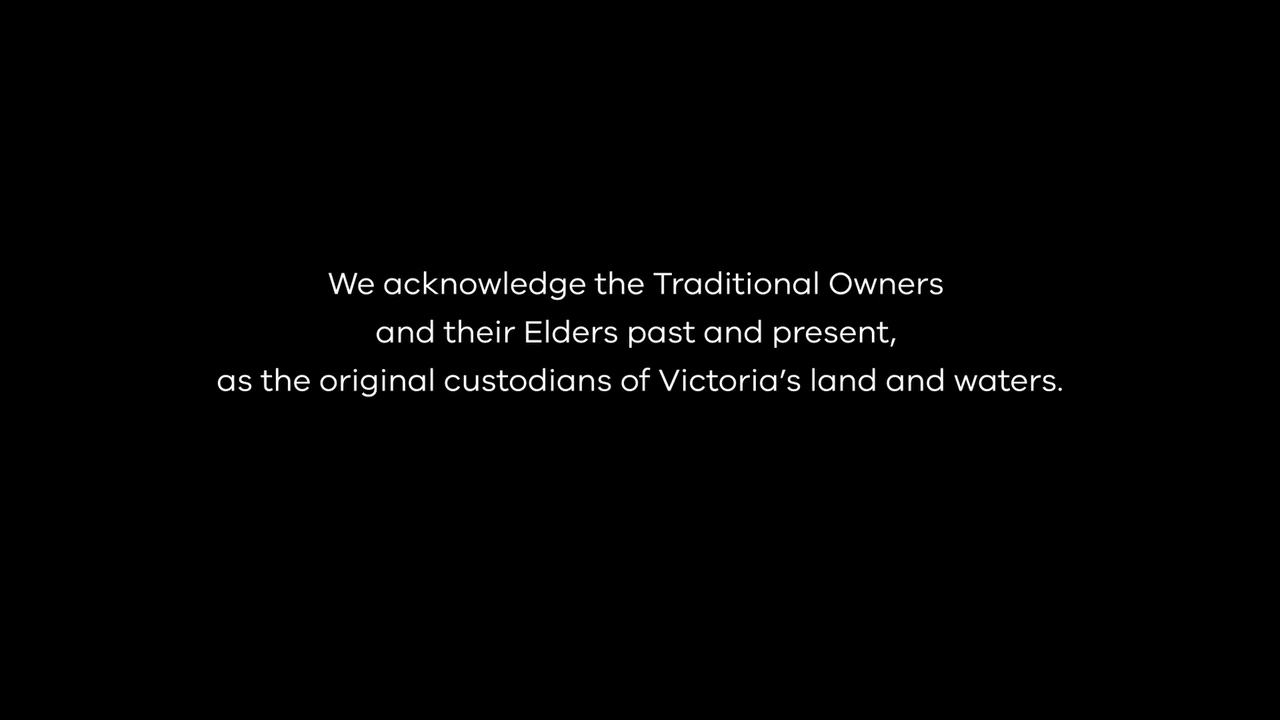 We acknowledge the Traditional Owners
and their Elders past and present,
as the original custodians of Victoria’s land and waters.